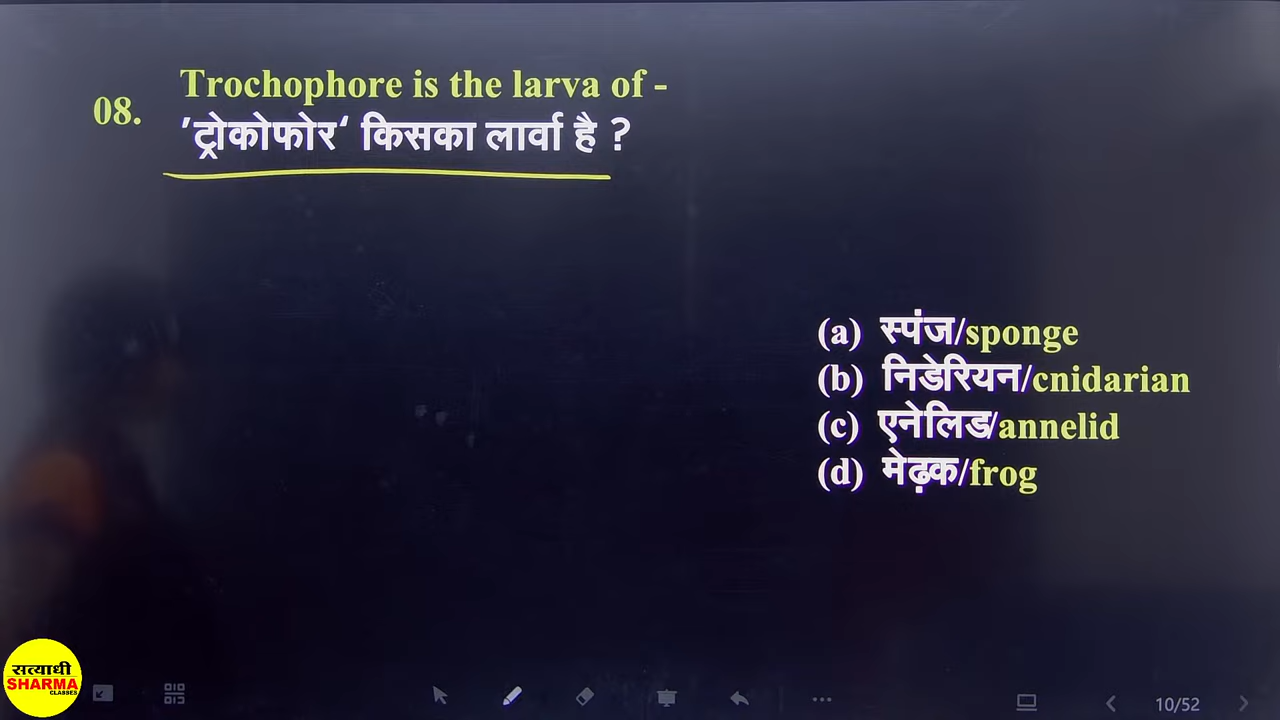 08.
Trochophore is the larva of -
’ट्रोकोफोर‘ किसका लार्वा है ?
(a) स्पंज/sponge
(b) निडेरियन/cnidarian
(c) एनेलिड/annelid
(d) मेढ़क/frog
सत्याधी
SHARMA
CLASSES
10/52